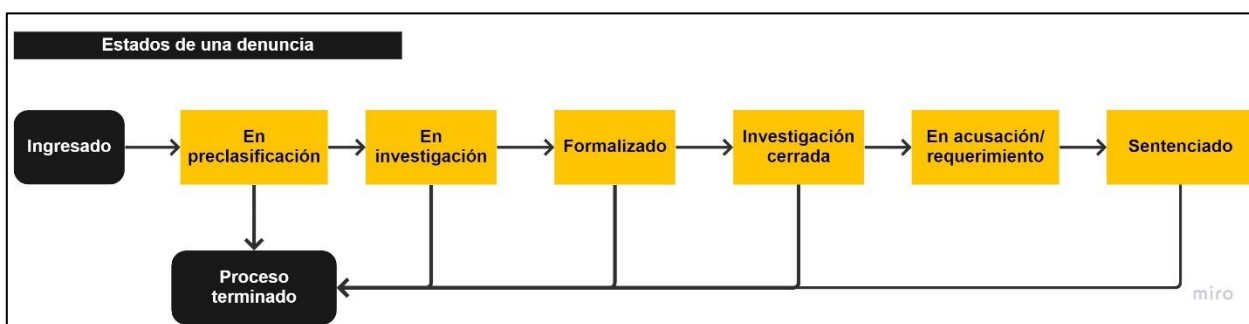 Estados de una denuncia
Ingresado
En
preclasificación
En
investigación
Formalizado
Investigación
cerrada
En acusación/
requerimiento
Sentenciado
Proceso
terminado
miro